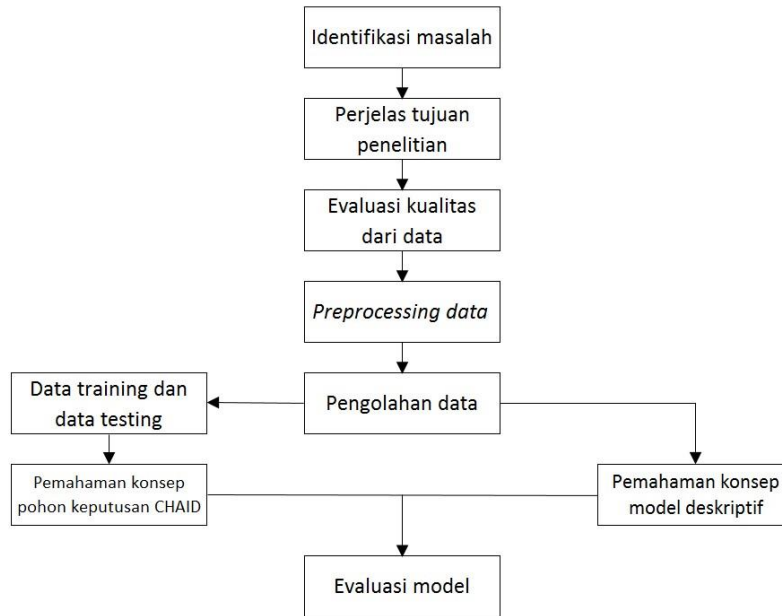 Identifikasi masalah
Perjelas tujuan
penelitian
Evaluasi kualitas
dari data
Preprocessing data
Data training dan
data testing
Pengolahan data
Pemahaman konsep
pohon keputusan CHAID
Pemahaman konsep
model deskriptif
Evaluasi model